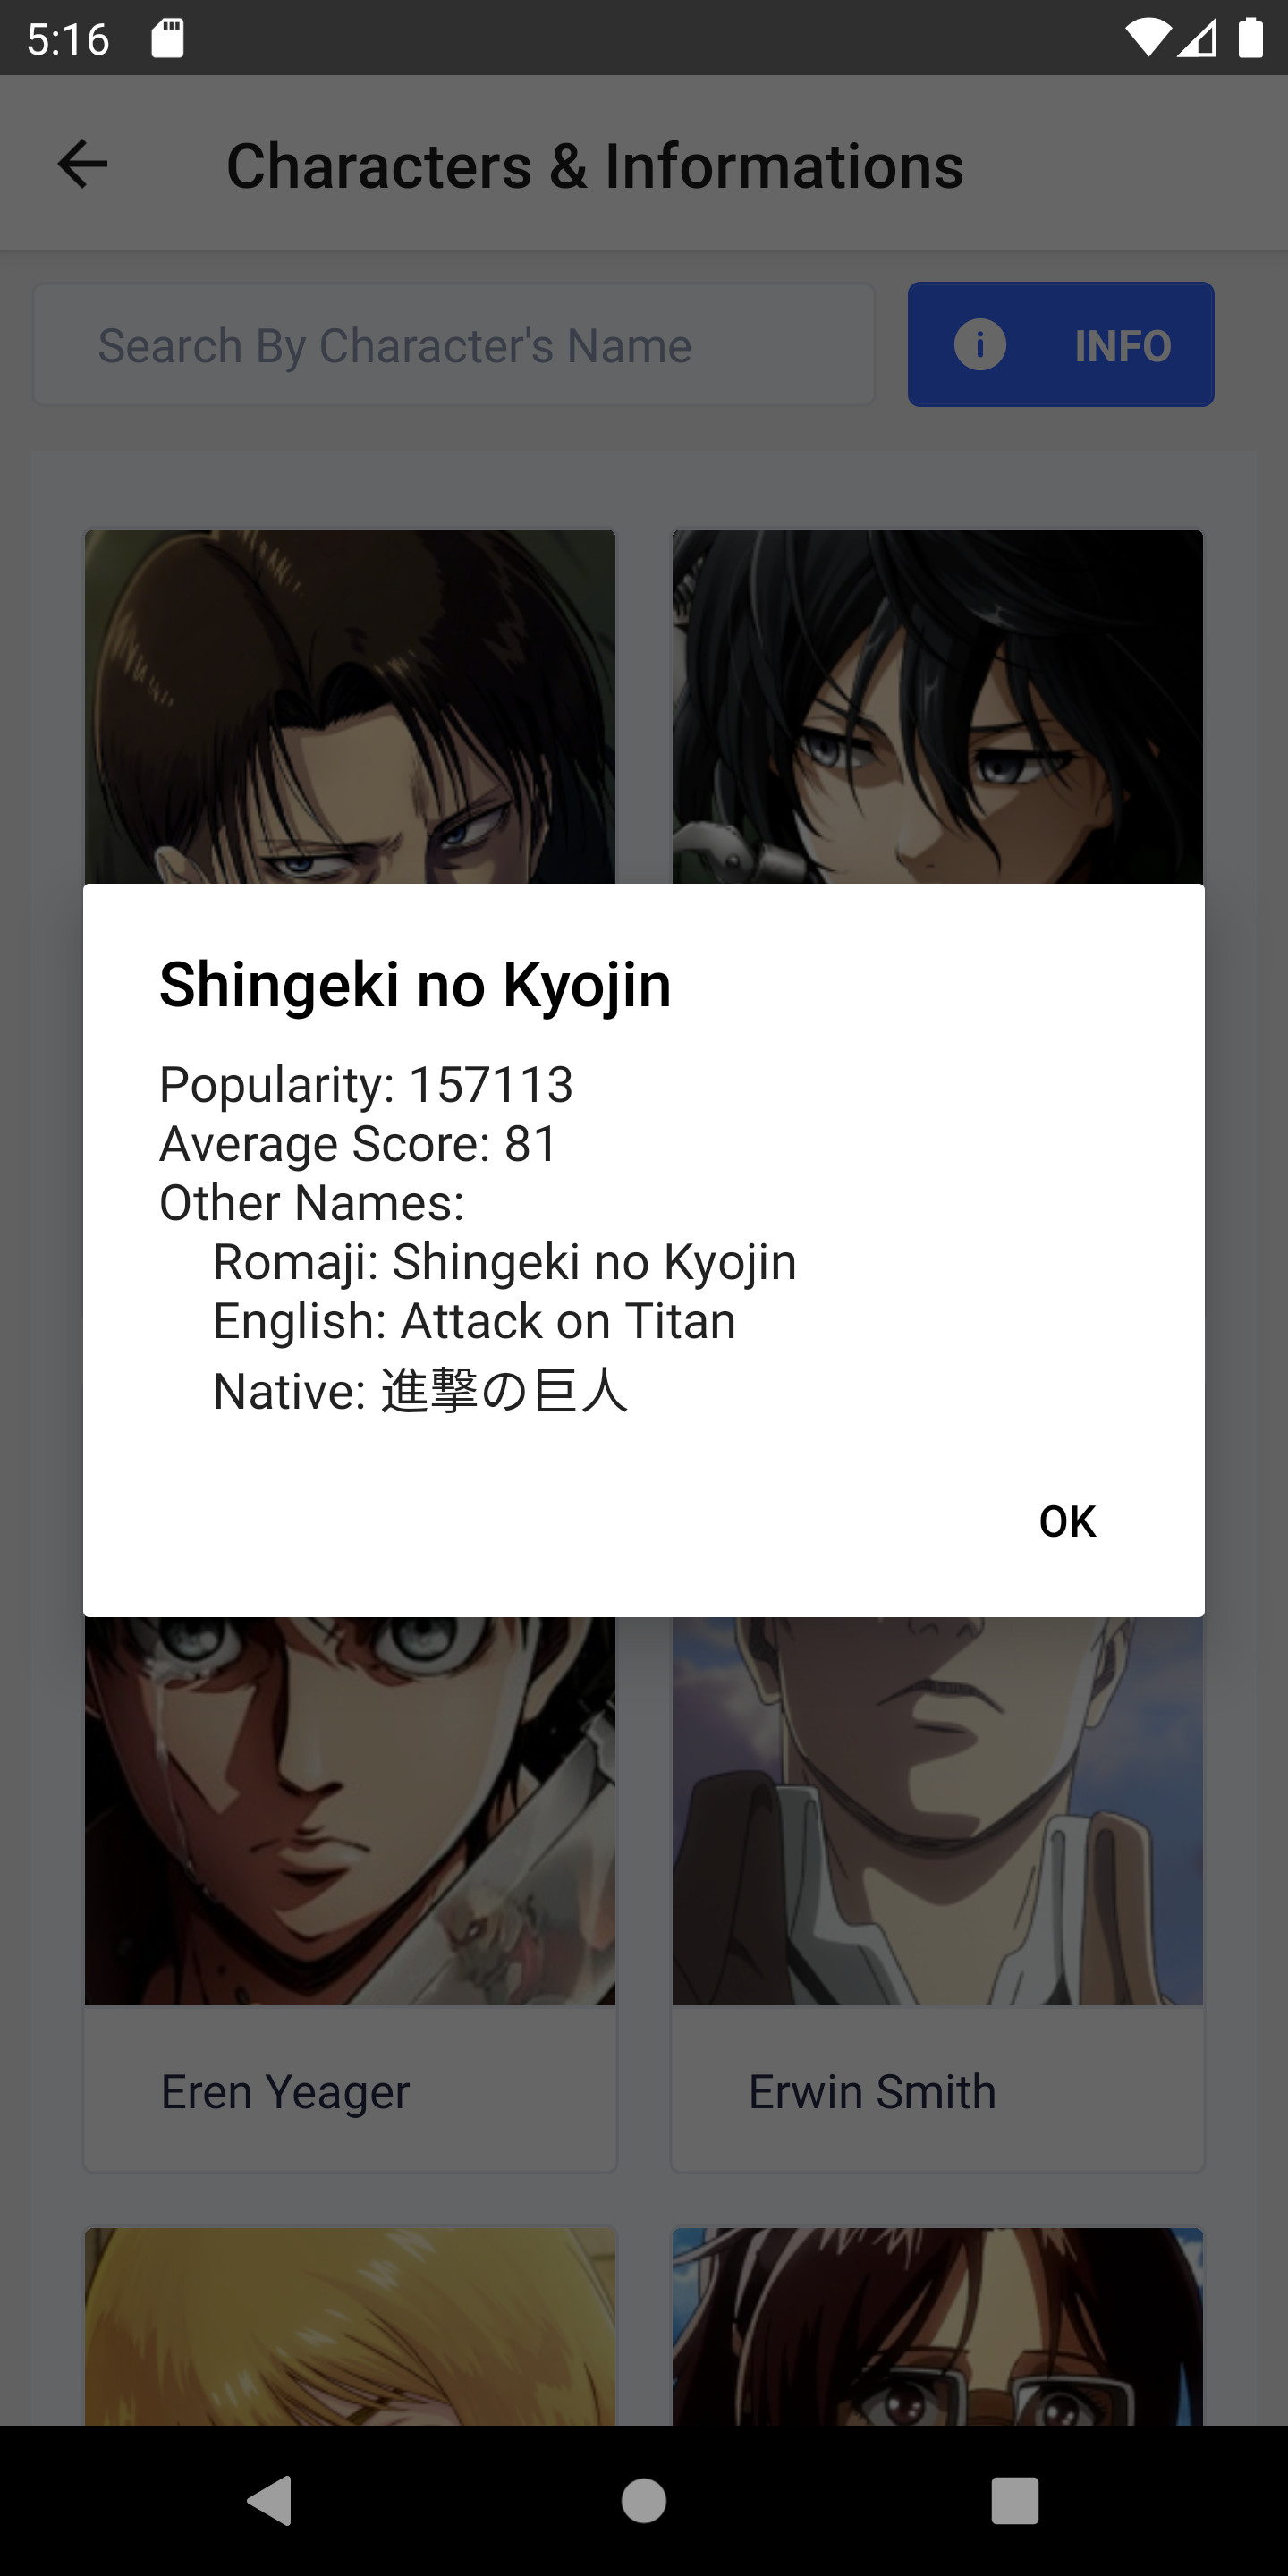 5:16
Characters & Informations
Search By Character's Name
INFO
Shingeki no Kyojin
Popularity: 157113
Average Score: 81
Other Names:
Romaji: Shingeki no Kyojin
English: Attack on Titan
Native: 進撃の巨人
OK
Eren Yeager
Erwin Smith